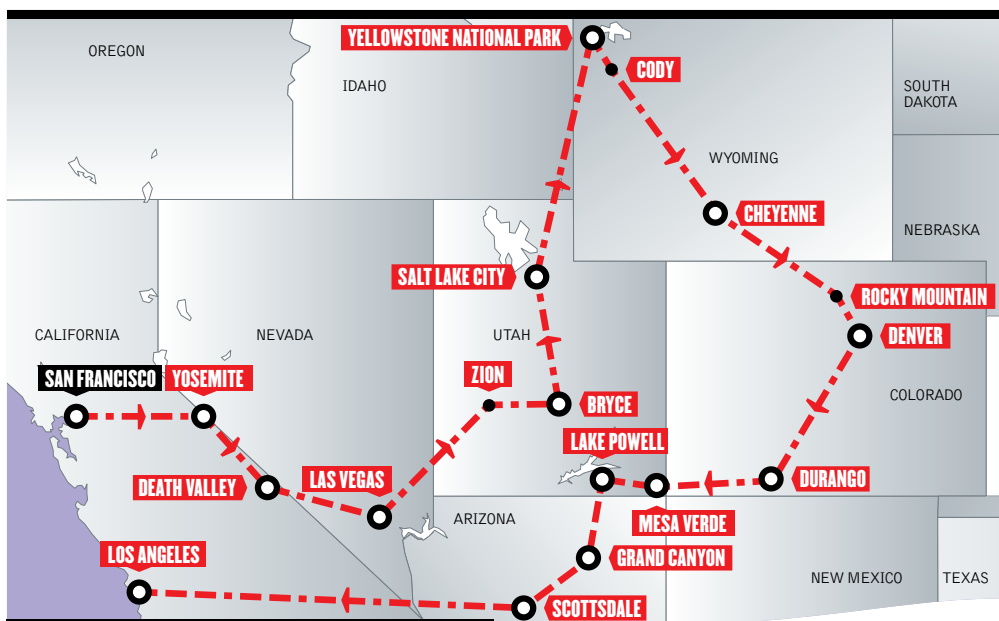 YELLOWSTONE NATIONAL PARK
OREGON
CODY
IDAHO
SOUTH
DAKOTA
WYOMING
CHEYENNE
NEBRASKA
SALT LAKE CITY
ROCKY MOUNTAIN
CALIFORNIA
NEVADA
UTAH
DENVER
SAN FRANCISCO
YOSEMITE
ZION
BRYCE
COLORADO
LAKE POWELL
DEATH VALLEY
LAS VEGAS
DURANGO
ARIZONA
MESA VERDE
LOS ANGELES
GRAND CANYON
NEW MEXICO
TEXAS
SCOTTSDALE